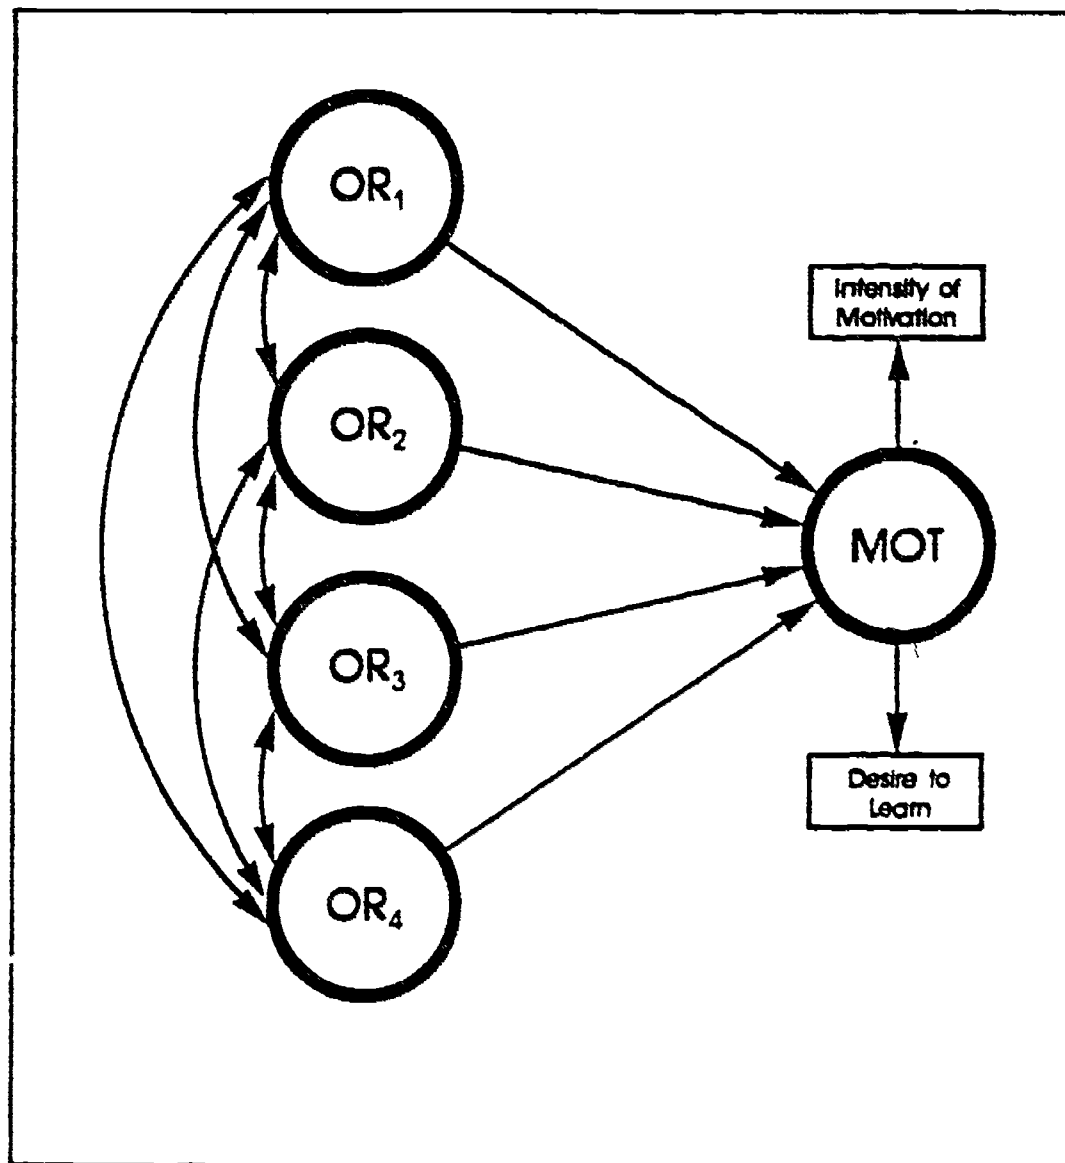 OR₁
Intensity of
Motivation
OR₂
MOT
OR₃
Desire to
Learn
OR₄